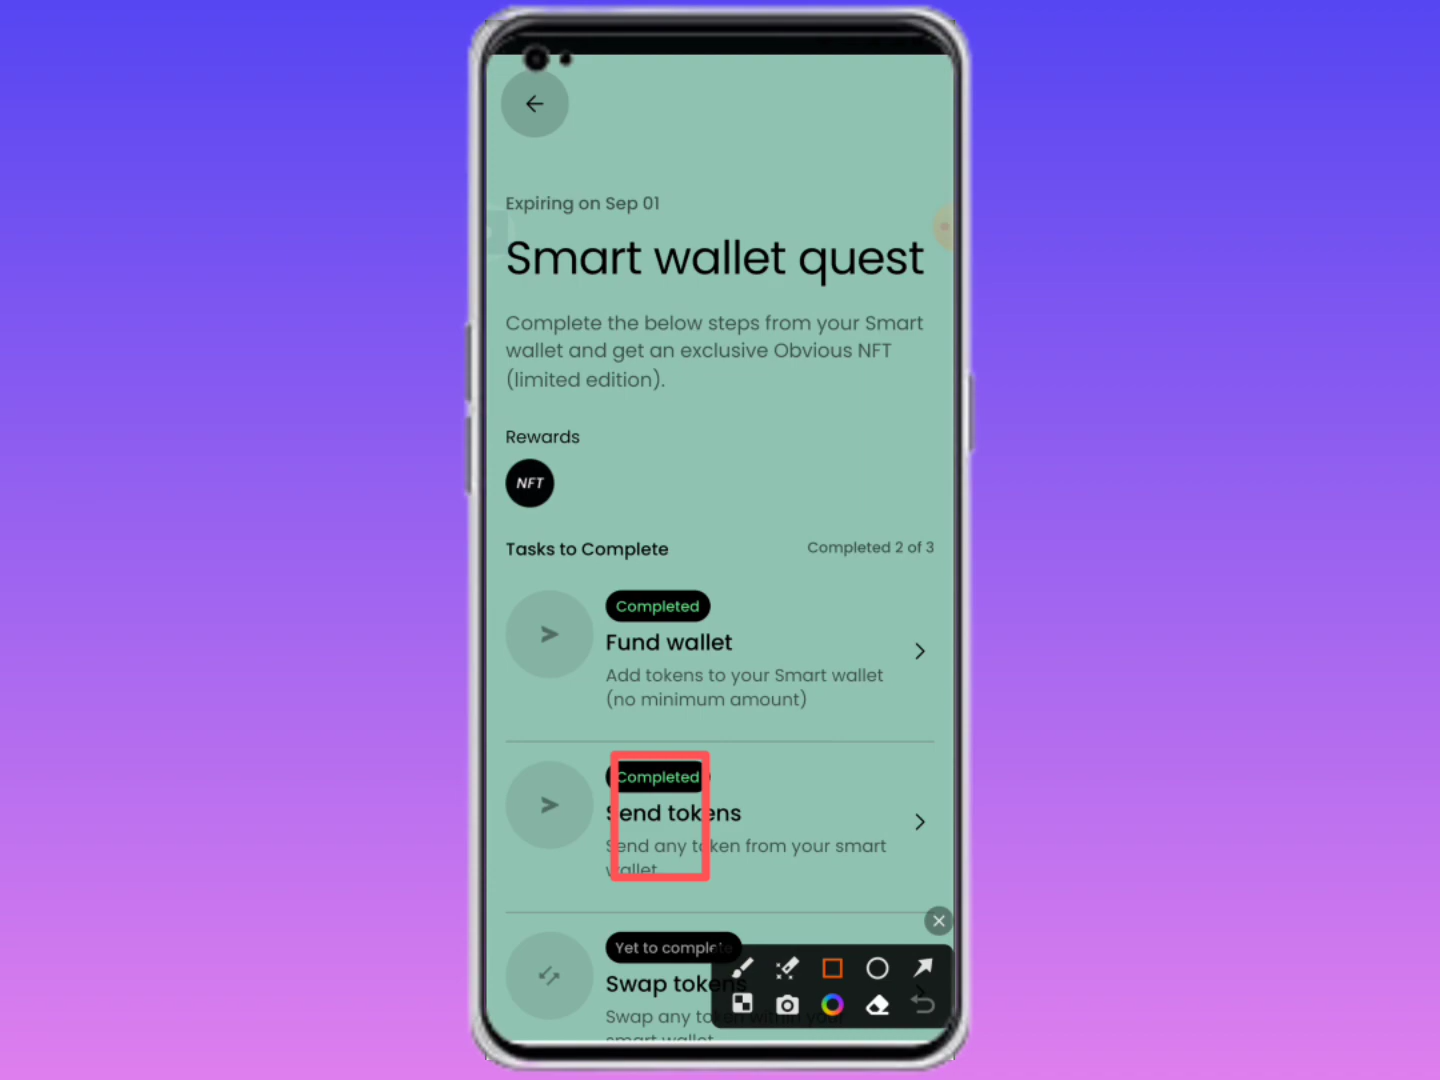 Expiring on Sep 01
Smart wallet quest
Complete the below steps from your Smart
wallet and get an exclusive Obvious NFT
(limited edition).
Rewards
NFT
Tasks to Complete
Completed 2 of 3
Completed
Fund wallet
Add tokens to your Smart wallet
(no minimum amount)
Completed
Send tokens
Send any token from your smart
wallet
Yet to complete
Swap tokens
Swap any token within your
smart wallet